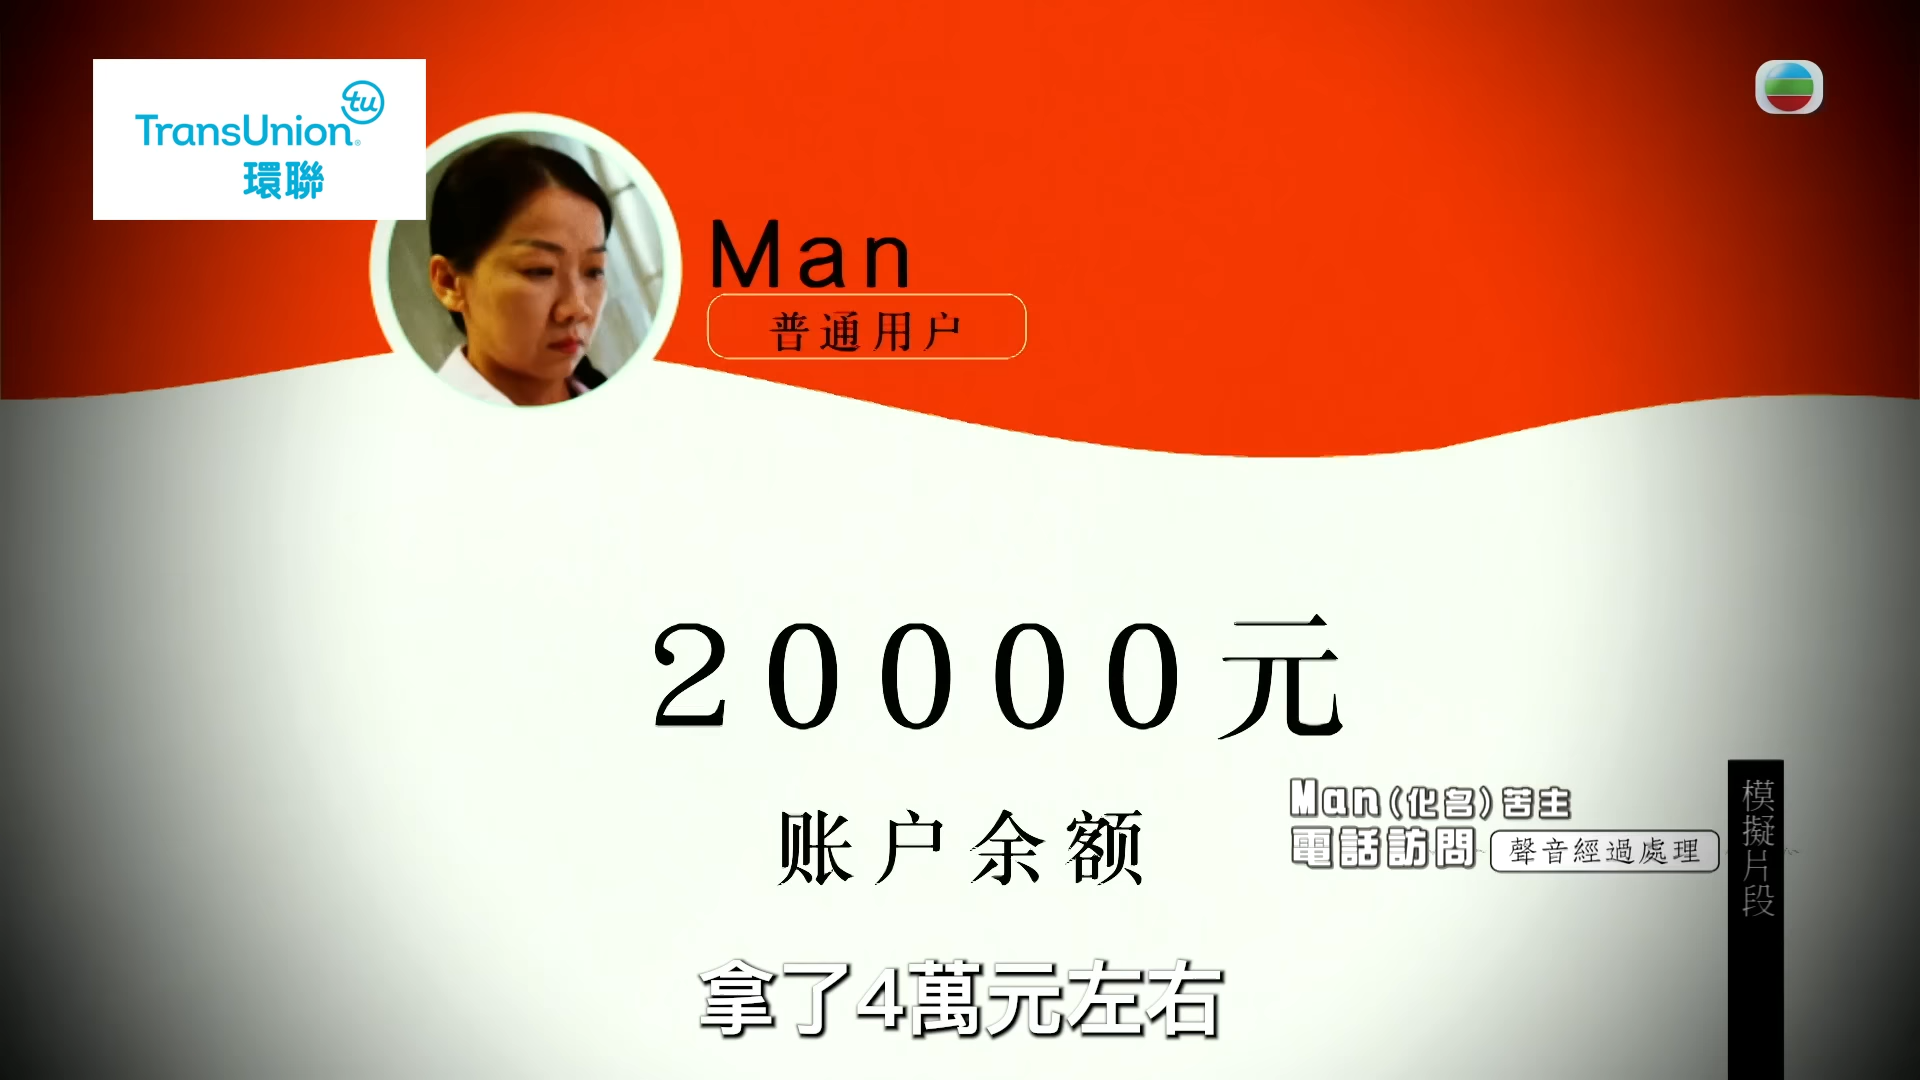 TransUnion
tu
環聯
Man
普通用户
20000元
账户余额
Man(化名)苦主
電話訪問 聲音經過處理
模擬片段
拿了4萬元左右